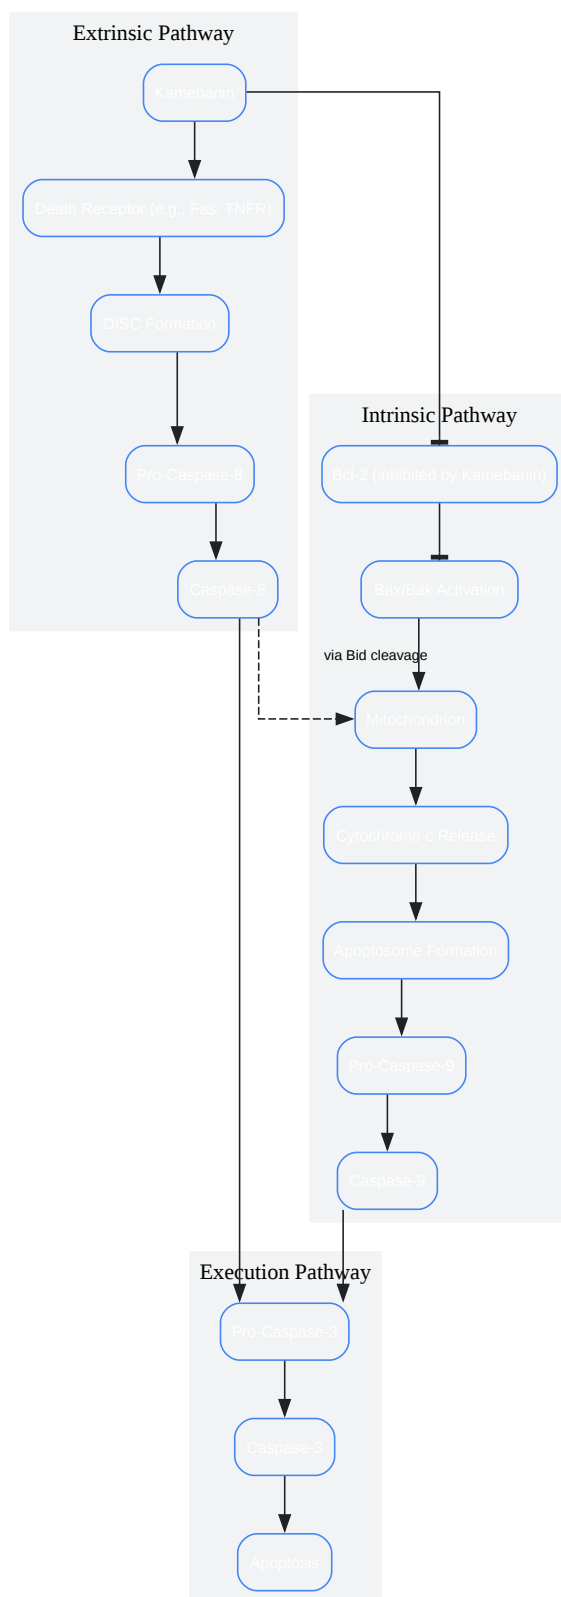 Extrinsic Pathway
Kamebanin
Death Receptor (e.g., Fas, TNFR)
DISC Formation
Pro-Caspase-8
Caspase-8
Intrinsic Pathway
Bcl-2 (inhibited by Kamebanin)
Bax/Bak Activation
via Bid cleavage
Mitochondrion
Cytochrome c Release
Apoptosome Formation
Pro-Caspase-9
Caspase-9
Execution Pathway
Pro-Caspase-3
Caspase-3
Apoptosis